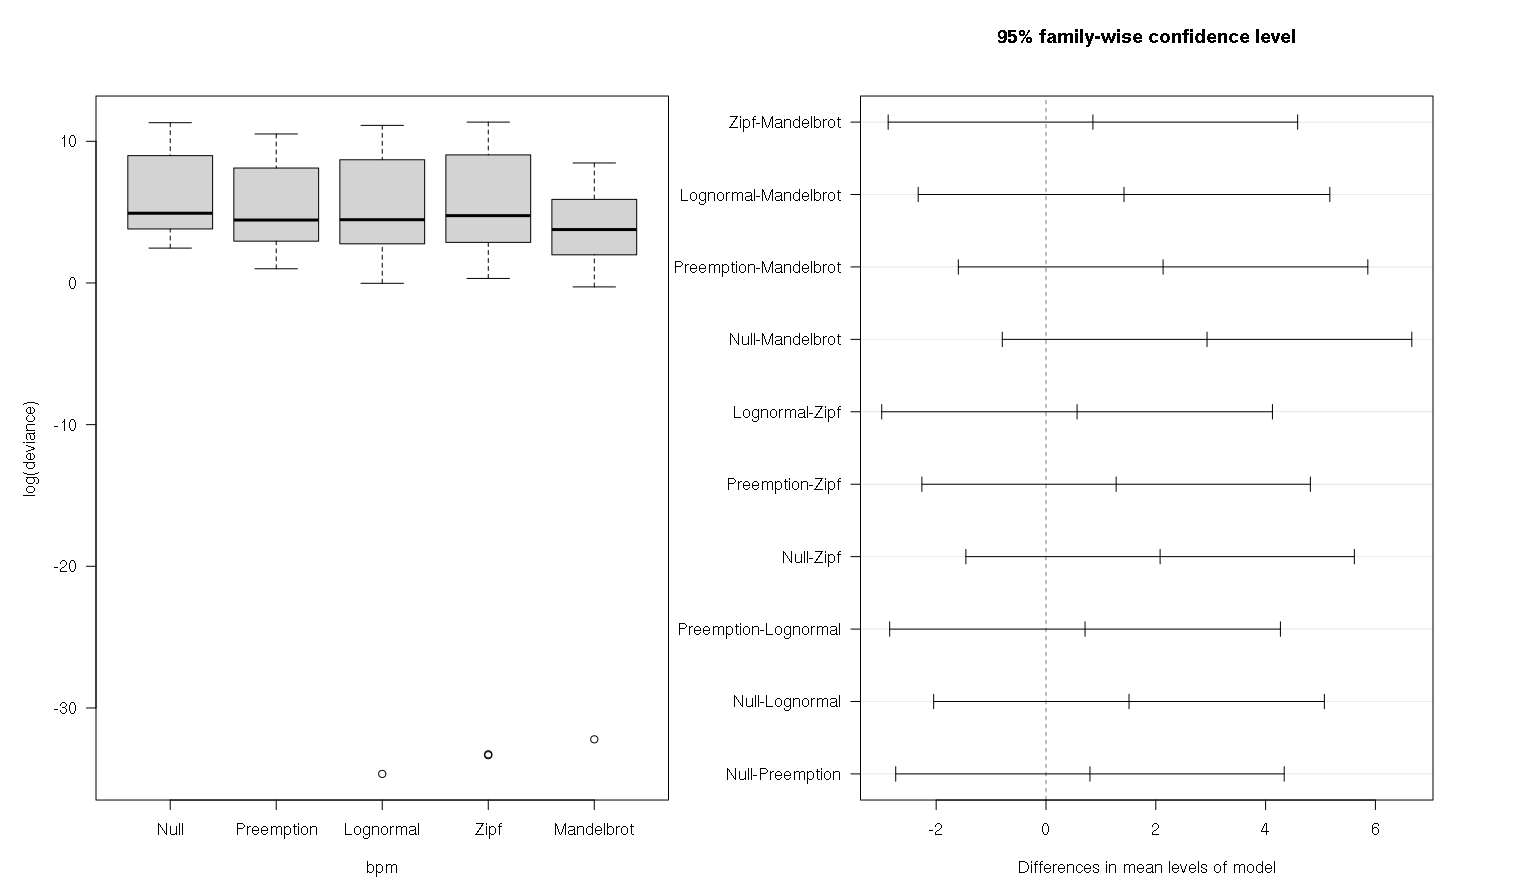 95% family-wise confidence level
log(deviance)
10
0
-10
-20
-30
Null Preemption Lognormal Zipf Mandelbrot
bpm
Zipf-Mandelbrot
Lognormal-Mandelbrot
Preemption-Mandelbrot
Null-Mandelbrot
Lognormal-Zipf
Preemption-Zipf
Null-Zipf
Preemption-Lognormal
Null-Lognormal
Null-Preemption
-2 0 2 4 6
Differences in mean levels of model